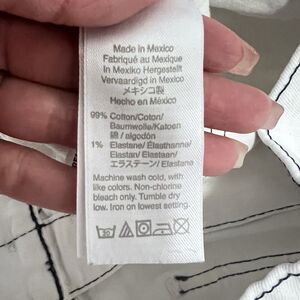 Made in Mexico
Fabriqué au Mexique
In Mexiko Hergestellt
Vervaardigd in Mexico
メキシコ製
Hecho en México
99% Cotton/Coton/
Baumwolle/Katoen
綿/algodón
1% Elastane/Élasthanne/
Elastan/Elastaan/
エラステーン/Elastano
Machine wash cold, with
like colors. Non-chlorine
bleach only. Tumble dry
low. Iron on lowest setting.
30